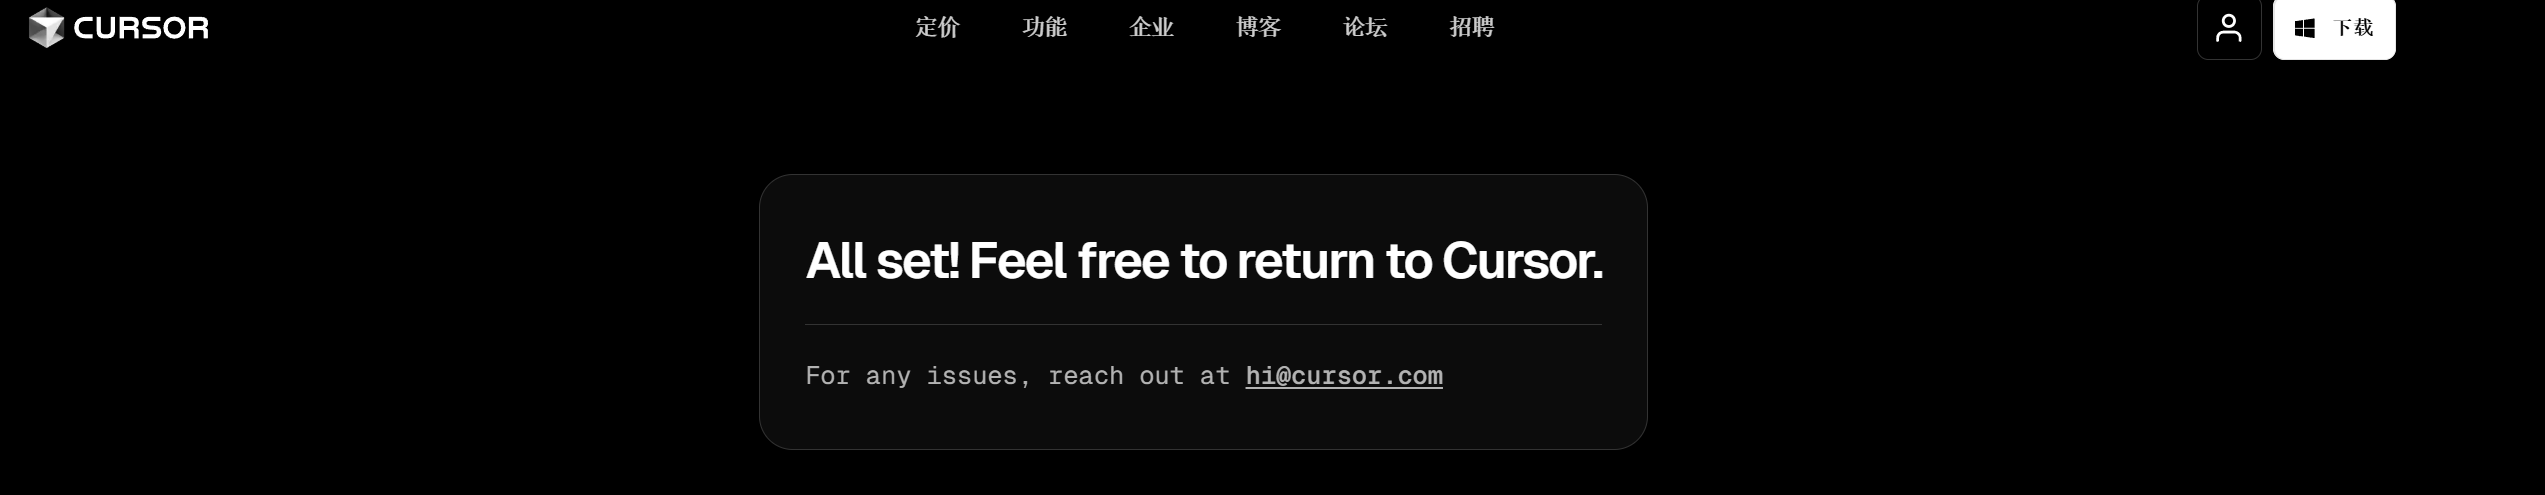 CURSOR
定价 功能 企业 博客 论坛 招聘
下载
All set! Feel free to return to Cursor.
For any issues, reach out at hi@cursor.com